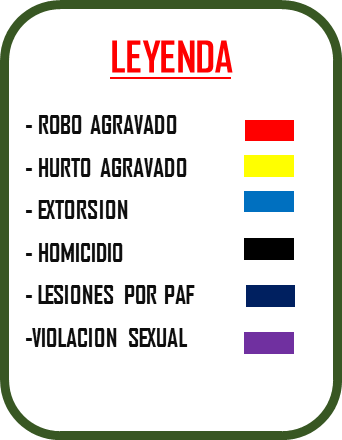 LEYENDA
- ROBO AGRAVADO
- HURTO AGRAVADO
- EXTORSION
- HOMICIDIO
- LESIONES POR PAF
-VIOLACION SEXUAL